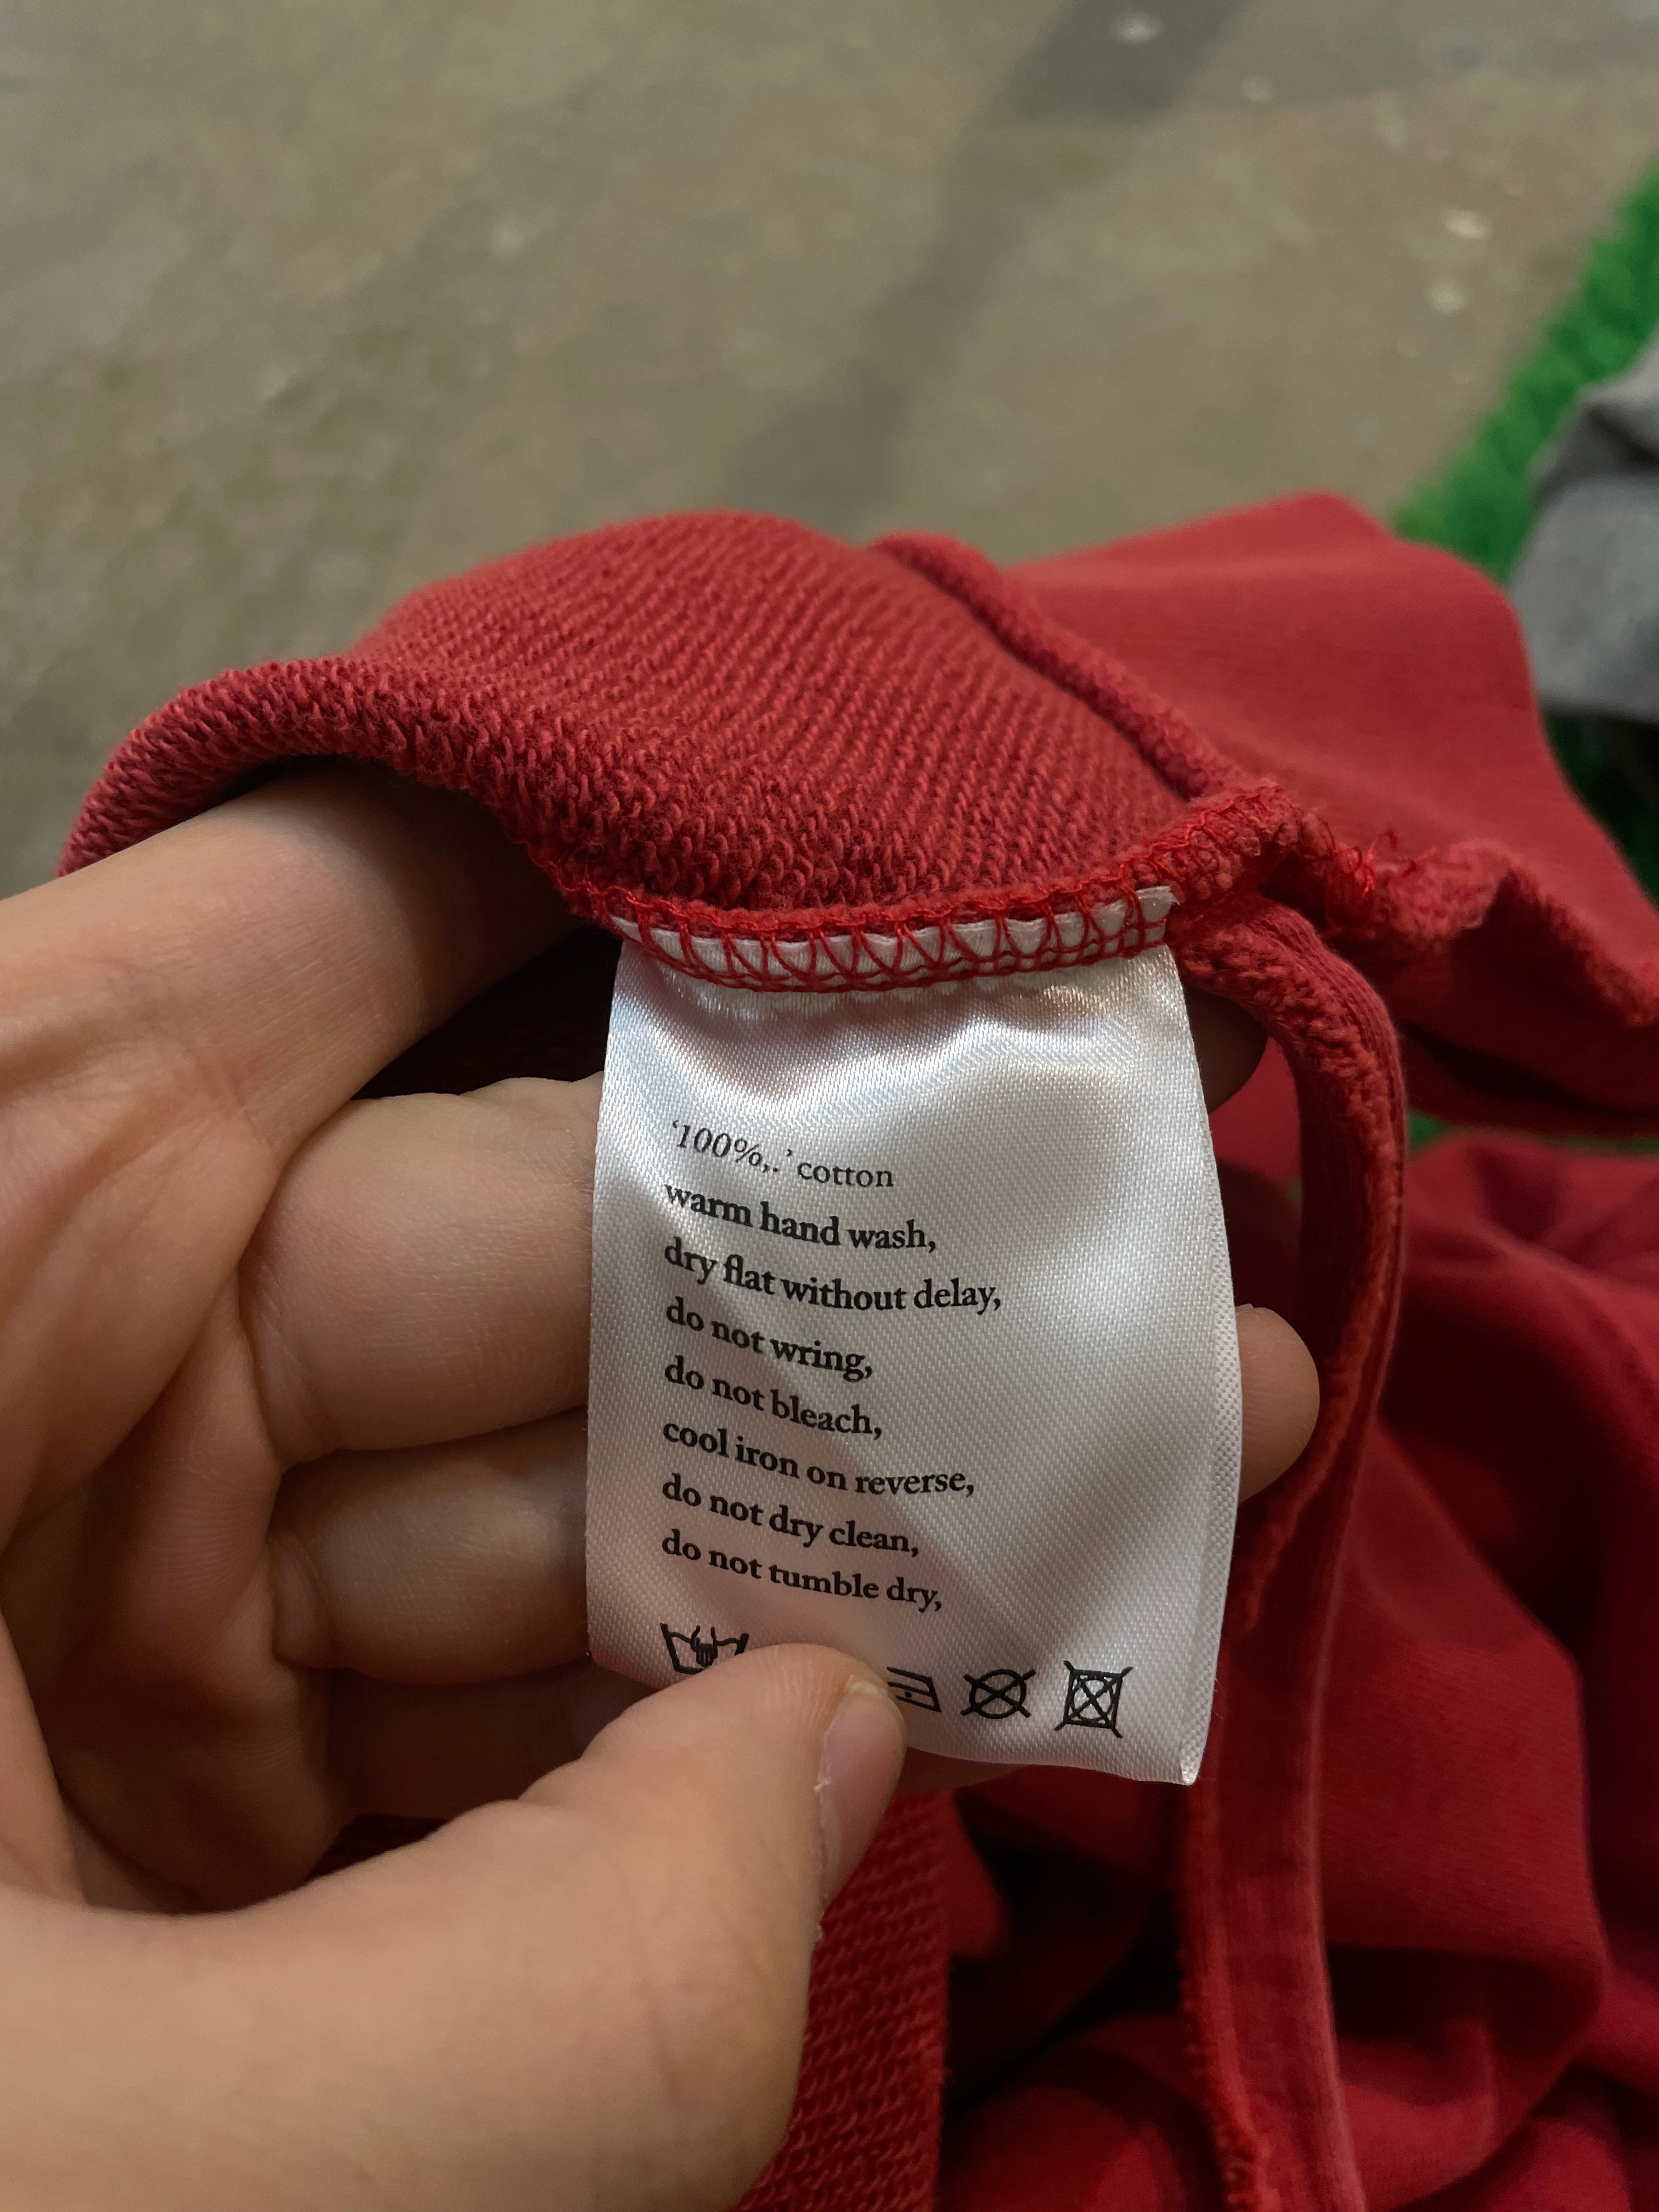 ‘100%,.’ cotton
warm hand wash,
dry flat without delay,
do not wring,
do not bleach,
cool iron on reverse,
do not dry clean,
do not tumble dry,